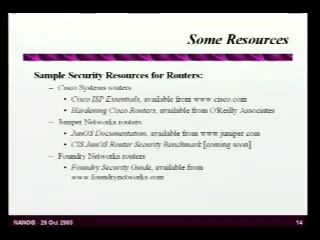 Some Resources
Sample Security Resources for Routers:
– Cisco Systems routers
• Cisco ISP Essentials, available from www.cisco.com
• Hardening Cisco Routers, available from O'Reilly Associates
– Juniper Networks routers
• JunOS Documentation, available from www.juniper.com
• CIS JunOS Router Security Benchmark [coming soon]
– Foundry Networks routers
• Foundry Security Guide, available from
www.foundrynetworks.com
NANOG - 20 Oct 2003
14